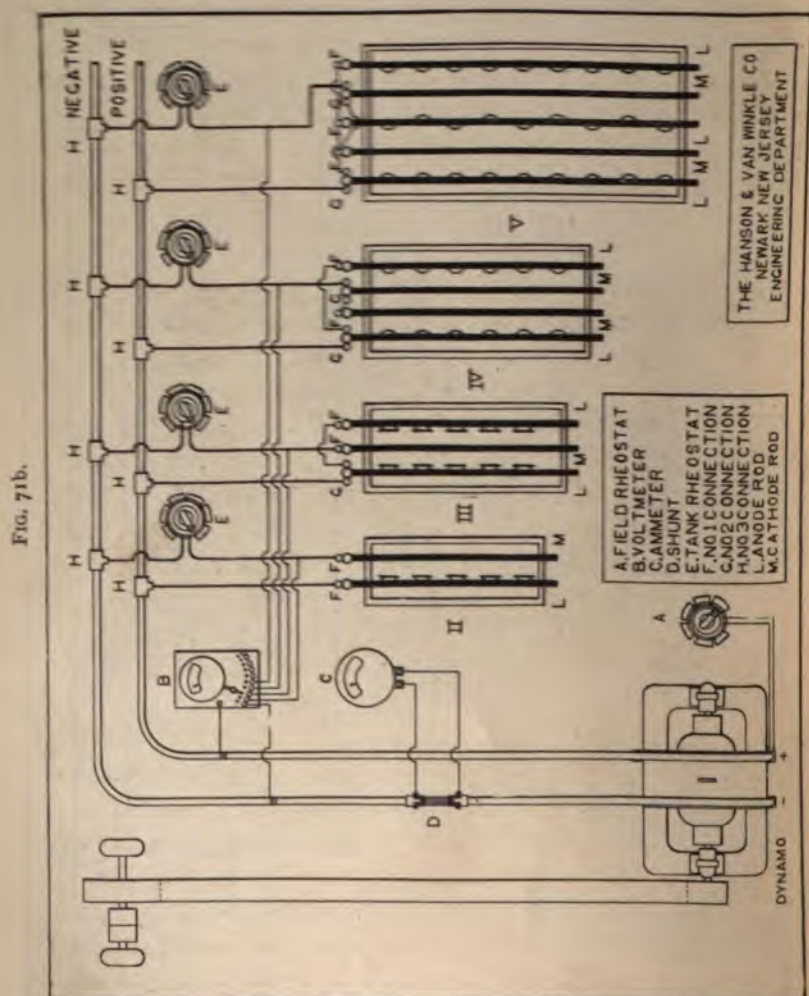 FIG. 71b.
H H H H NEGATIVE
H H H H POSITIVE
B
E E E E
C
F F G F F G F G F G F F G F
D
II III IV V
L M L M L L M M L L M L M L
A
I
- +
DYNAMO
A.FIELD RHEOSTAT
B.VOLTMETER
C.AMMETER
D.SHUNT
E.TANK RHEOSTAT
F.NO.1 CONNECTION
G.NO.2 CONNECTION
H.NO.3 CONNECTION
L.ANODE ROD
M.CATHODE ROD
THE HANSON & VAN WINKLE CO
NEWARK NEW JERSEY
ENGINEERING DEPARTMENT